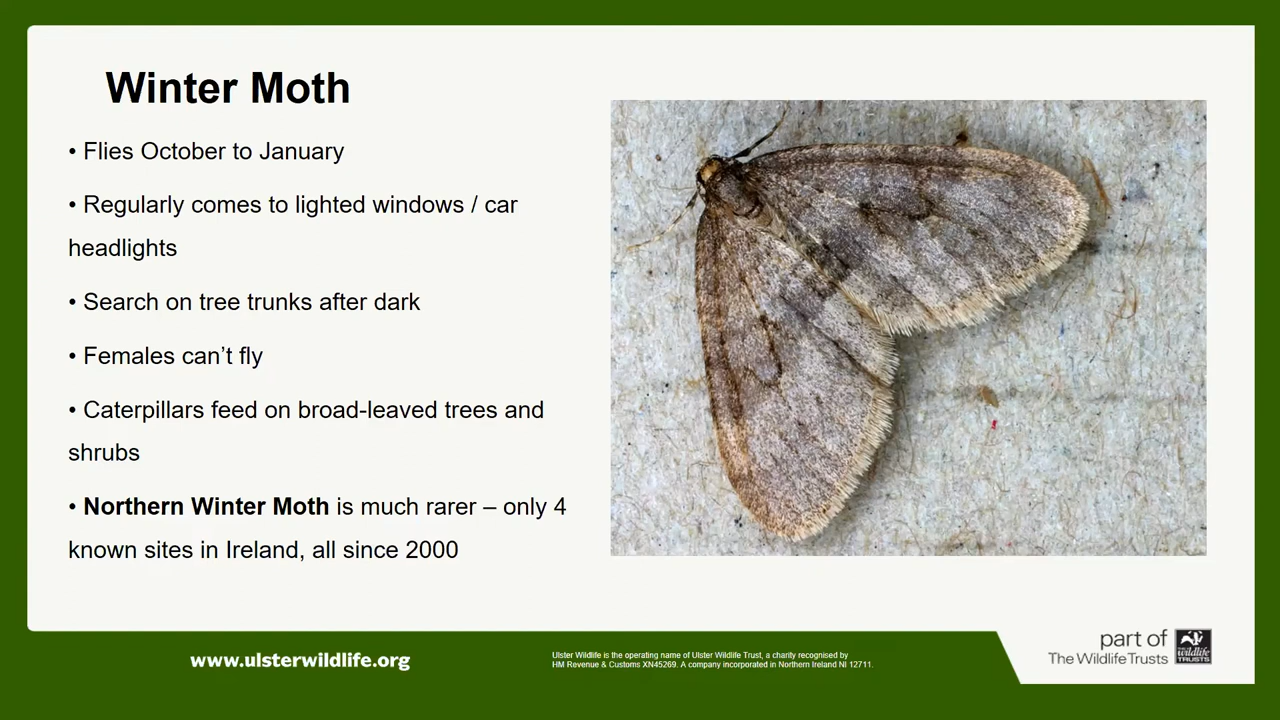 Winter Moth
• Flies October to January
• Regularly comes to lighted windows / car
headlights
• Search on tree trunks after dark
• Females can’t fly
• Caterpillars feed on broad-leaved trees and
shrubs
• Northern Winter Moth is much rarer – only 4
known sites in Ireland, all since 2000
www.ulsterwildlife.org
Ulster Wildlife is the operating name of Ulster Wildlife Trust, a charity recognised by
HM Revenue & Customs XN45269. A company incorporated in Northern Ireland NI 12711.
part of
The Wildlife Trusts
THE
wildlife
TRUSTS